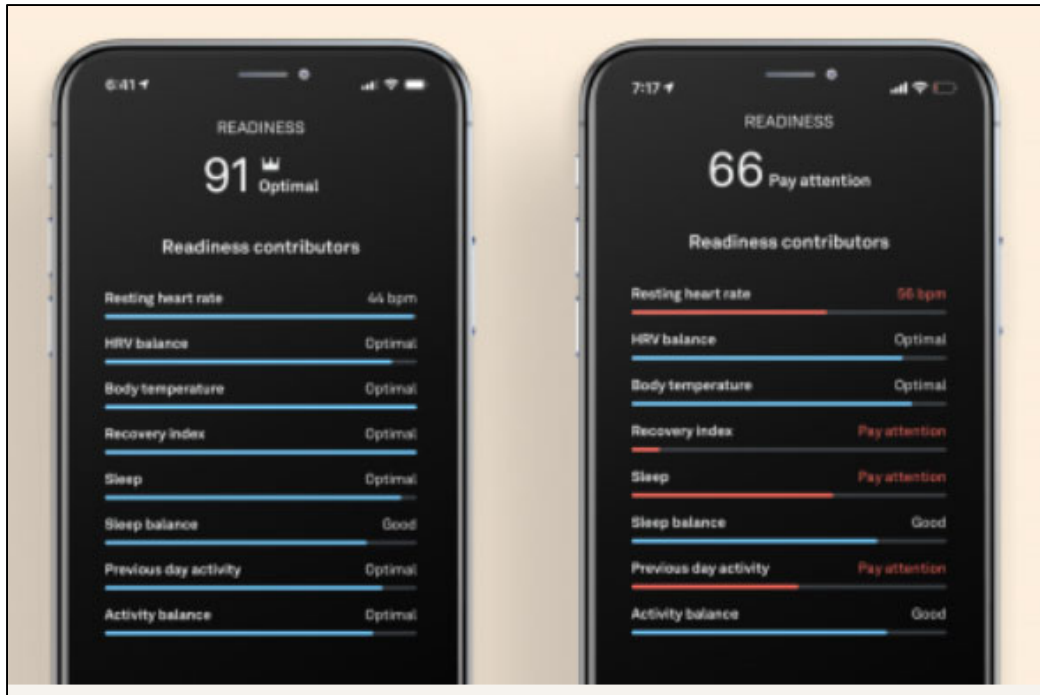 6:41
READINESS
91 Optimal
Readiness contributors
Resting heart rate 44 bpm
HRV balance Optimal
Body temperature Optimal
Recovery index Optimal
Sleep Optimal
Sleep balance Good
Previous day activity Optimal
Activity balance Optimal
7:17
READINESS
66 Pay attention
Readiness contributors
Resting heart rate 56 bpm
HRV balance Optimal
Body temperature Optimal
Recovery index Pay attention
Sleep Pay attention
Sleep balance Good
Previous day activity Pay attention
Activity balance Good